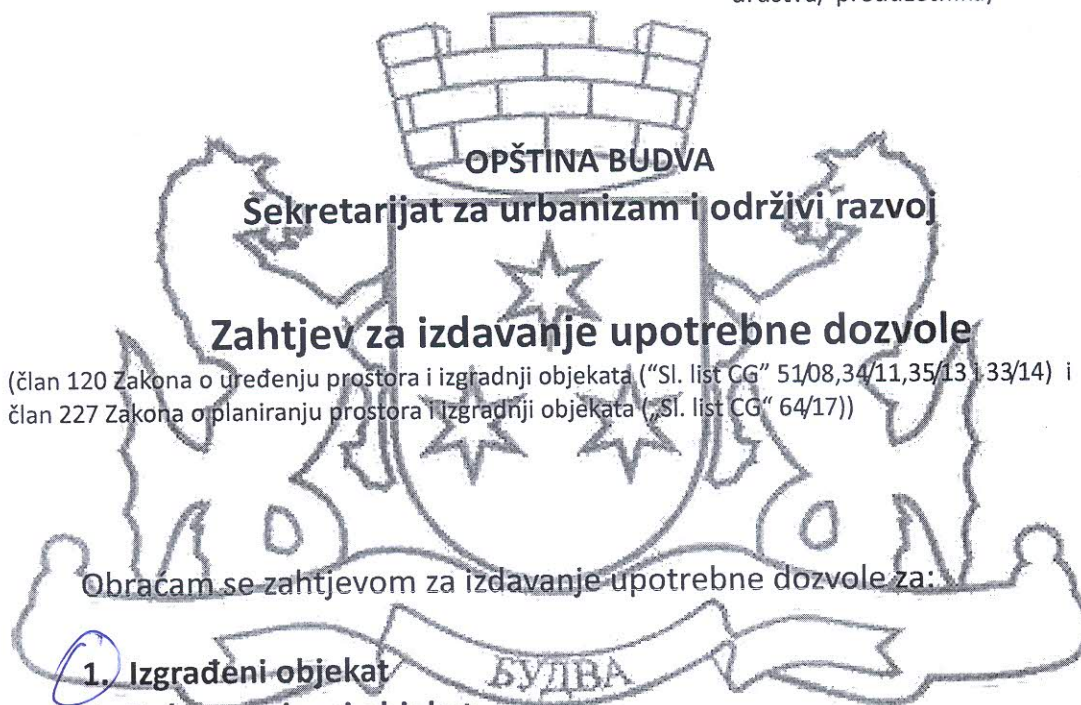 OPŠTINA BUDVA
Sekretarijat za urbanizam i održivi razvoj
Zahtjev za izdavanje upotrebne dozvole
(član 120 Zakona o uređenju prostora i izgradnji objekata (“Sl. list CG” 51/08,34/11,35/13 i 33/14) i
član 227 Zakona o planiranju prostora i izgradnji objekata („Sl. list CG“ 64/17))
Obraćam se zahtjevom za izdavanje upotrebne dozvole za:
1. Izgrađeni objekat
БУДВА